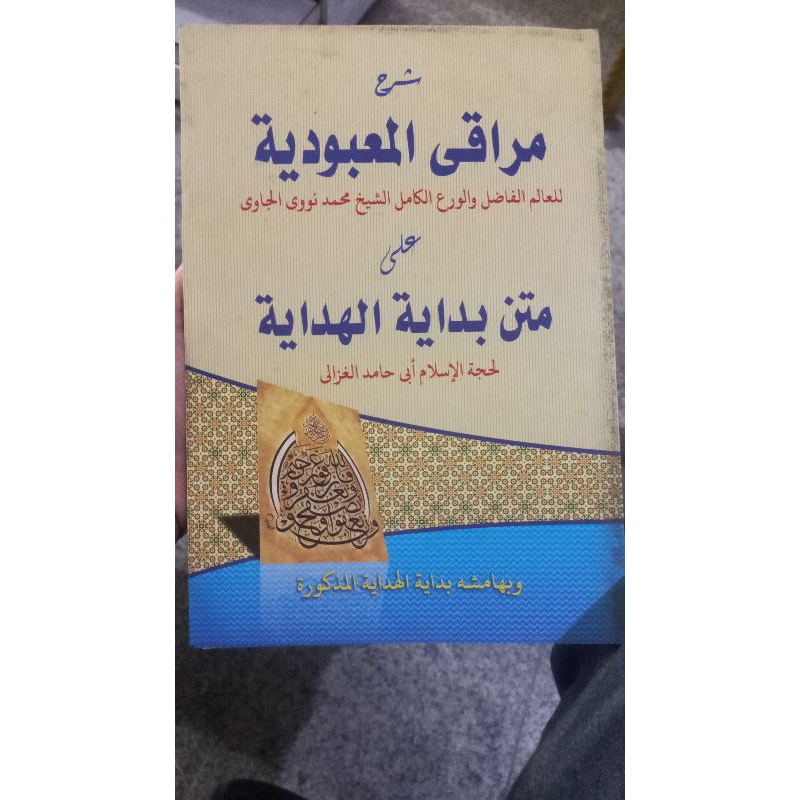 شرح
مراقى المعبودية
للعالم الفاضل والورع الكامل الشيخ محمد نووى الجاوى
على
متن بداية الهداية
لحجة الإسلام أبى حامد الغزالى
وبهامشه بداية الهداية المذكورة